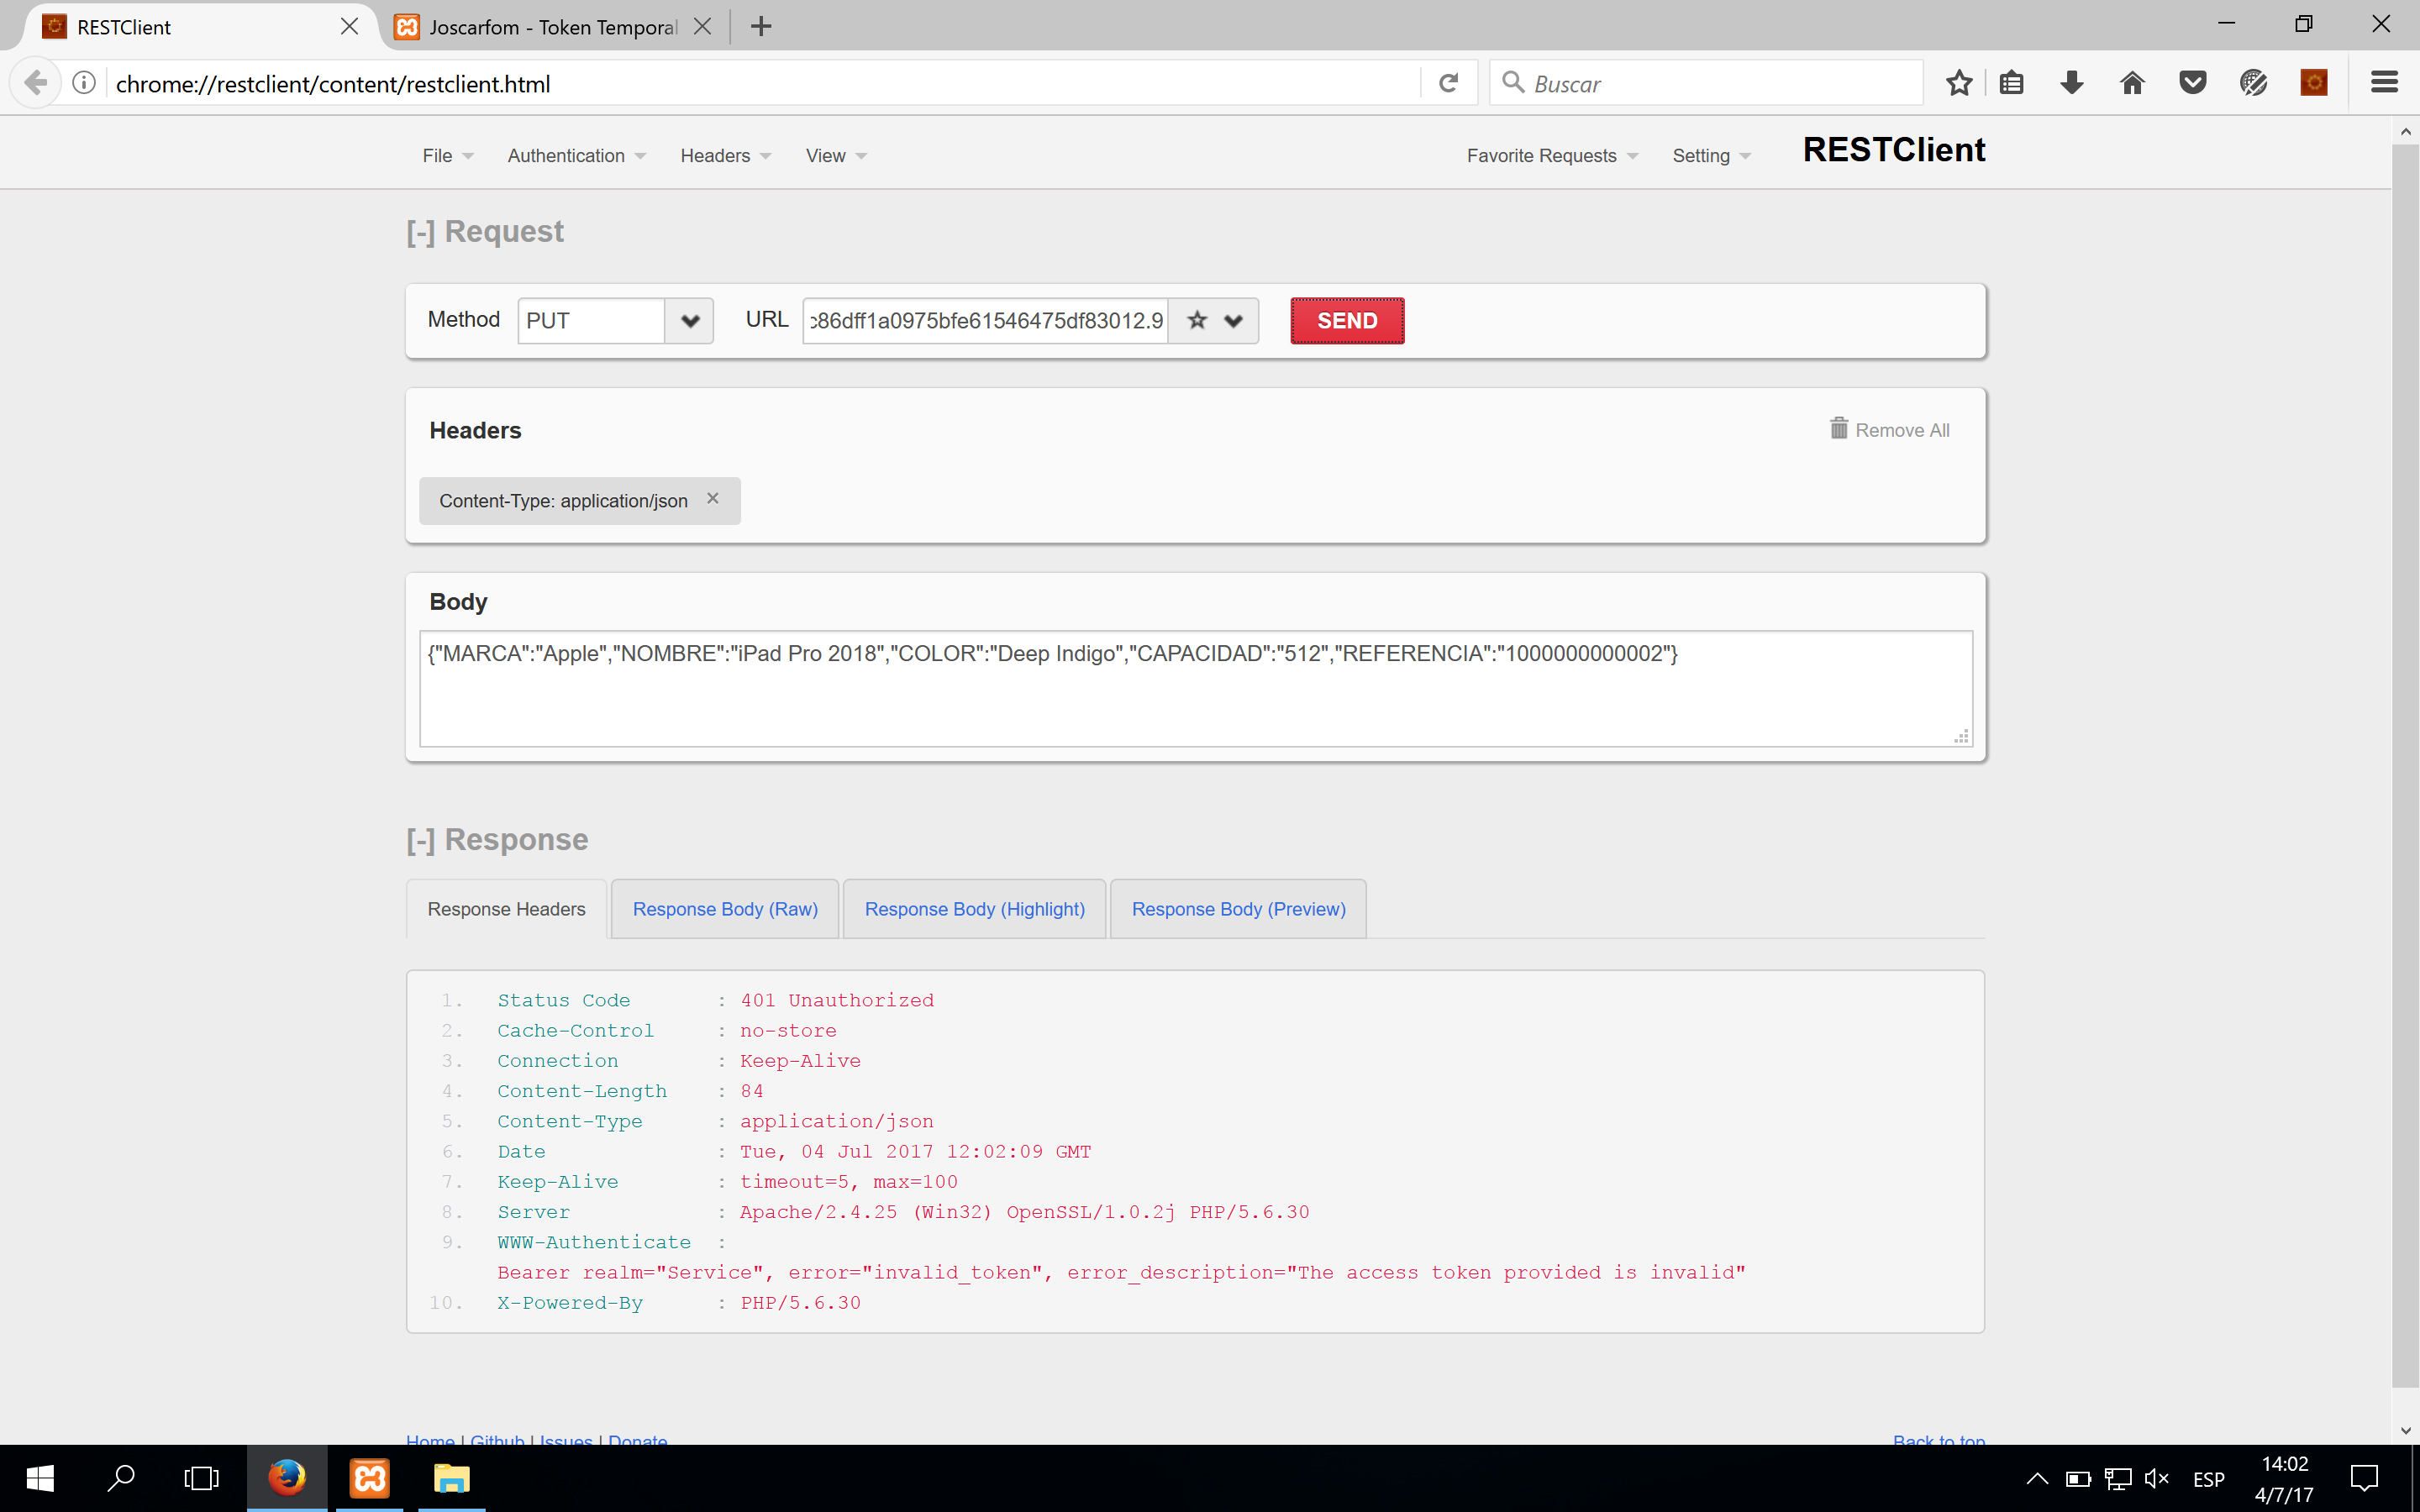 RESTClient
Joscarfom - Token Temporal
chrome://restclient/content/restclient.html
Buscar
File Authentication Headers View Favorite Requests Setting RESTClient
[-] Request
Method PUT URL c86dff1a0975bfe61546475df83012.9 SEND
Headers Remove All
Content-Type: application/json
Body
{"MARCA":"Apple","NOMBRE":"iPad Pro 2018","COLOR":"Deep Indigo","CAPACIDAD":"512","REFERENCIA":"1000000000002"}
[-] Response
Response Headers Response Body (Raw) Response Body (Highlight) Response Body (Preview)
1. Status Code : 401 Unauthorized
2. Cache-Control : no-store
3. Connection : Keep-Alive
4. Content-Length : 84
5. Content-Type : application/json
6. Date : Tue, 04 Jul 2017 12:02:09 GMT
7. Keep-Alive : timeout=5, max=100
8. Server : Apache/2.4.25 (Win32) OpenSSL/1.0.2j PHP/5.6.30
9. WWW-Authenticate :
Bearer realm="Service", error="invalid_token", error_description="The access token provided is invalid"
10. X-Powered-By : PHP/5.6.30
Home | Github | Issues | Donate Back to top
ESP
14:02
4/7/17